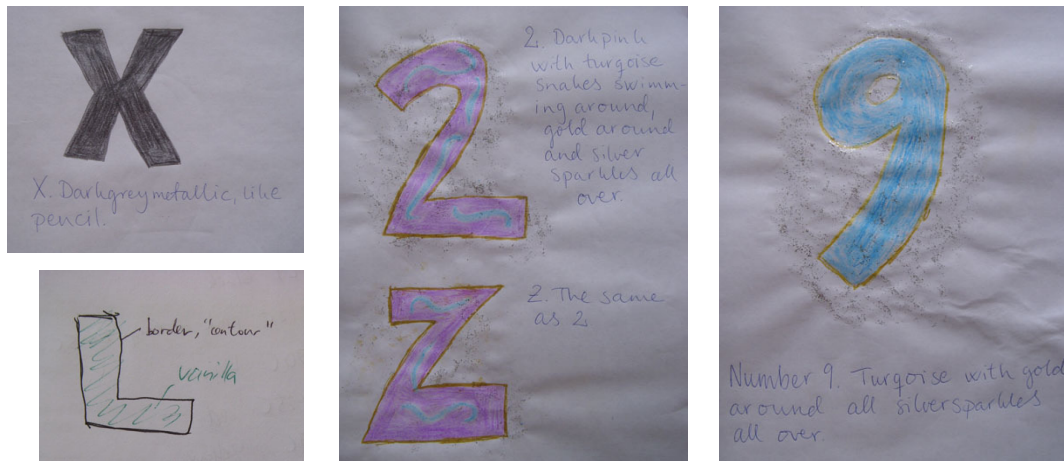 X
X. Darkgreymetallic, like
pencil.
L
border, "contour"
vanilla
2
2. Darkpink
with turqoise
snakes swimm-
ing around,
gold around
and silver
sparkles all
over.
Z
Z. The same
as 2
9
Number 9. Turqoise with gold
around all silversparkles
all over.